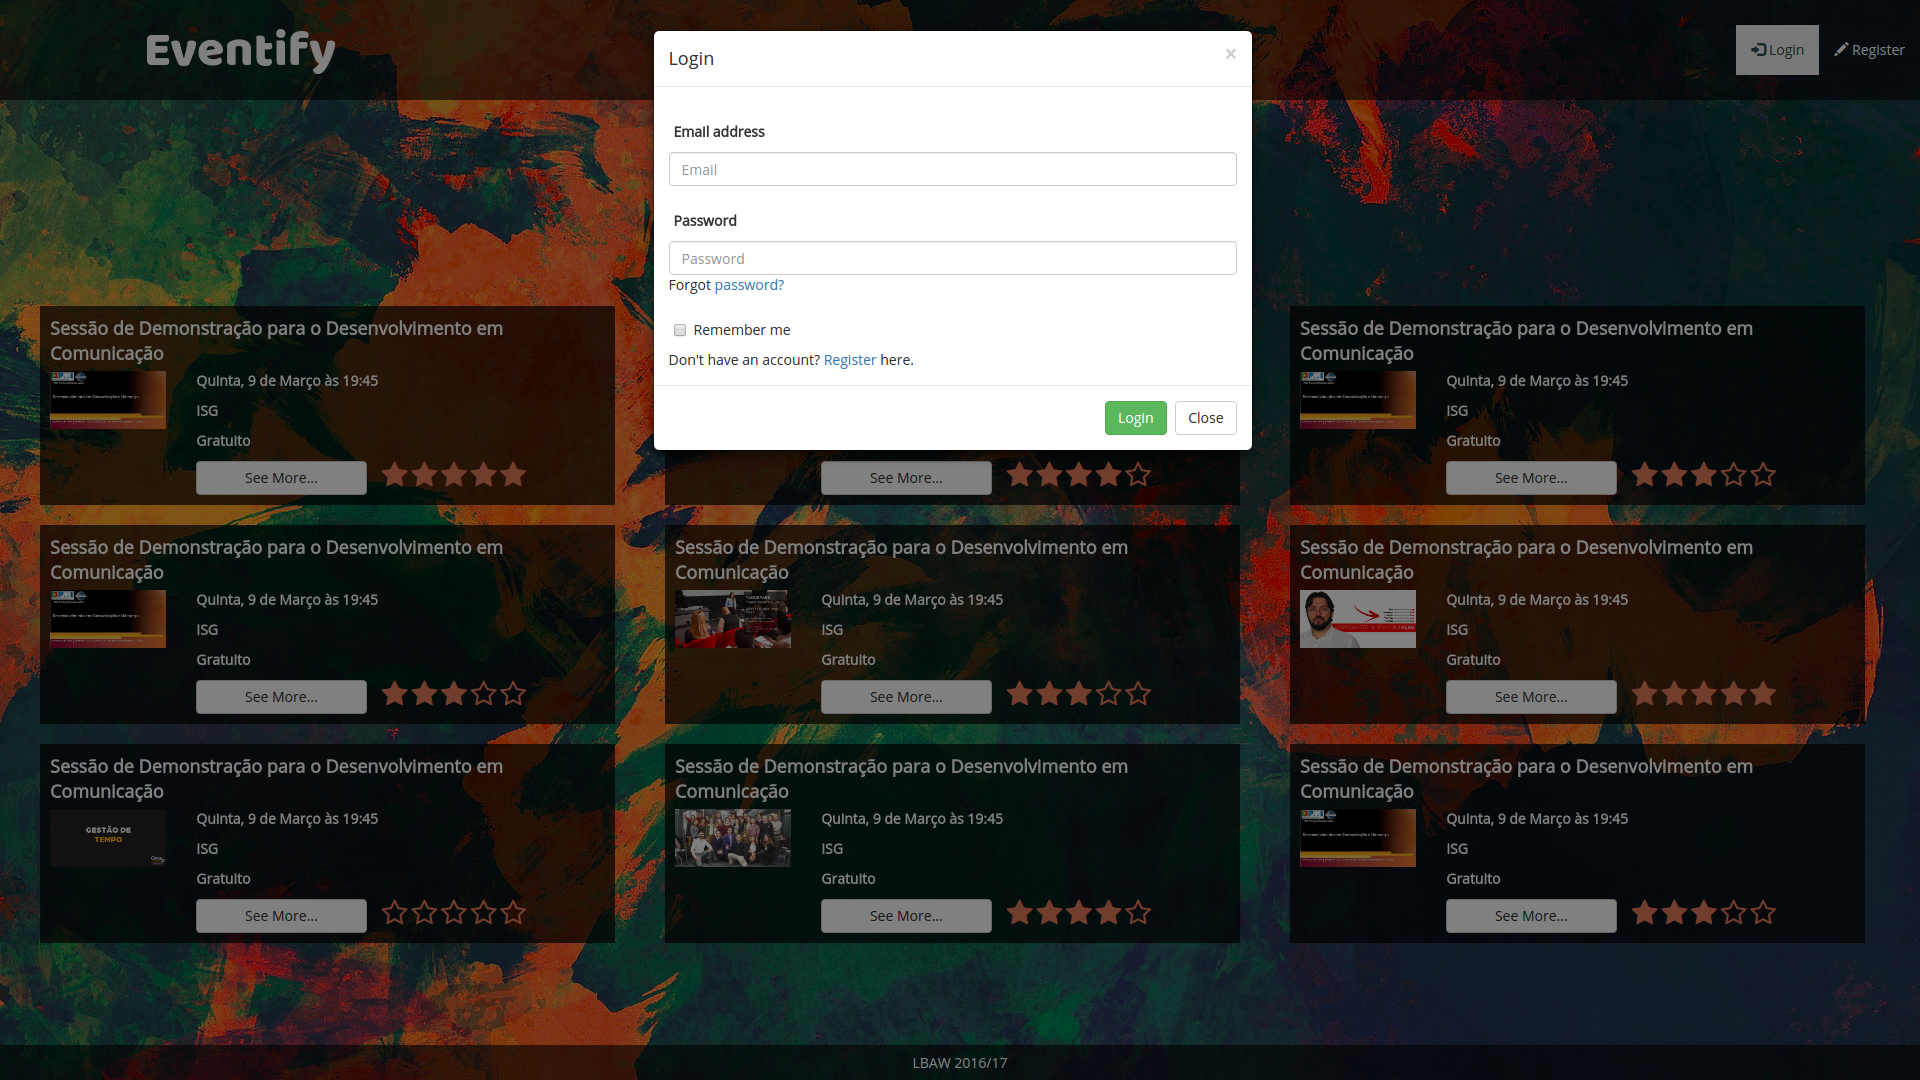 Eventify
Login
Register
Login
×
Email address
Email
Password
Password
Forgot password?
Remember me
Don't have an account? Register here.
Login
Close
Sessão de Demonstração para o Desenvolvimento em
Comunicação
Quinta, 9 de Março às 19:45
ISG
Gratuito
See More...
See More...
Sessão de Demonstração para o Desenvolvimento em
Comunicação
Quinta, 9 de Março às 19:45
ISG
Gratuito
See More...
Sessão de Demonstração para o Desenvolvimento em
Comunicação
Quinta, 9 de Março às 19:45
ISG
Gratuito
See More...
Sessão de Demonstração para o Desenvolvimento em
Comunicação
Quinta, 9 de Março às 19:45
ISG
Gratuito
See More...
Sessão de Demonstração para o Desenvolvimento em
Comunicação
Quinta, 9 de Março às 19:45
ISG
Gratuito
See More...
Sessão de Demonstração para o Desenvolvimento em
Comunicação
GESTÃO DE
TEMPO
Quinta, 9 de Março às 19:45
ISG
Gratuito
See More...
Sessão de Demonstração para o Desenvolvimento em
Comunicação
Quinta, 9 de Março às 19:45
ISG
Gratuito
See More...
Sessão de Demonstração para o Desenvolvimento em
Comunicação
Quinta, 9 de Março às 19:45
ISG
Gratuito
See More...
LBAW 2016/17